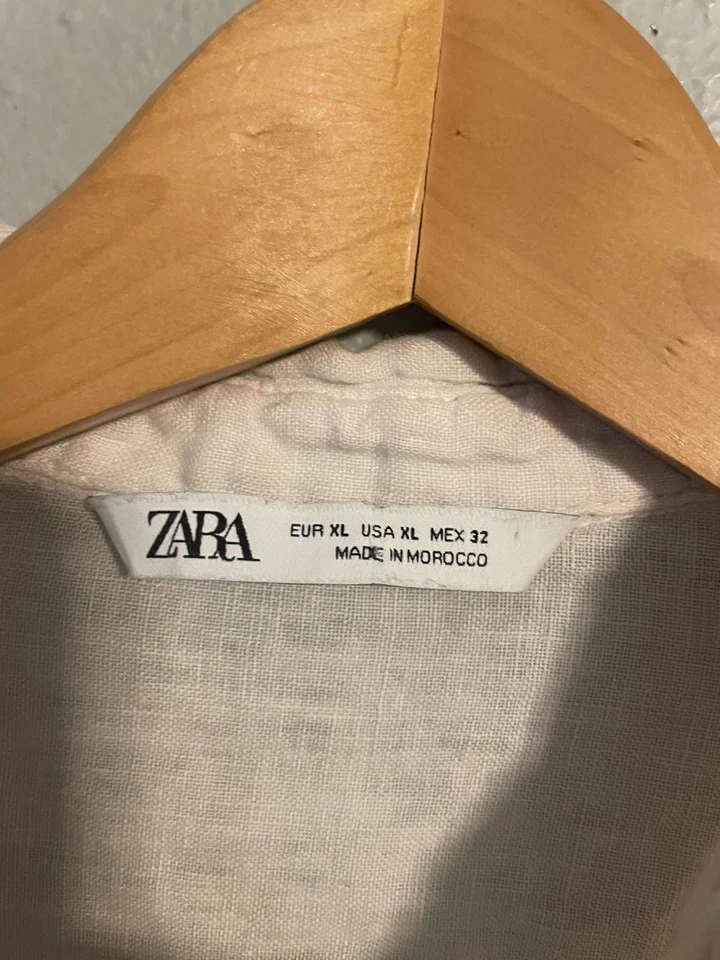 ZARA
EUR XL USA XL MEX 32
MADE IN MOROCCO